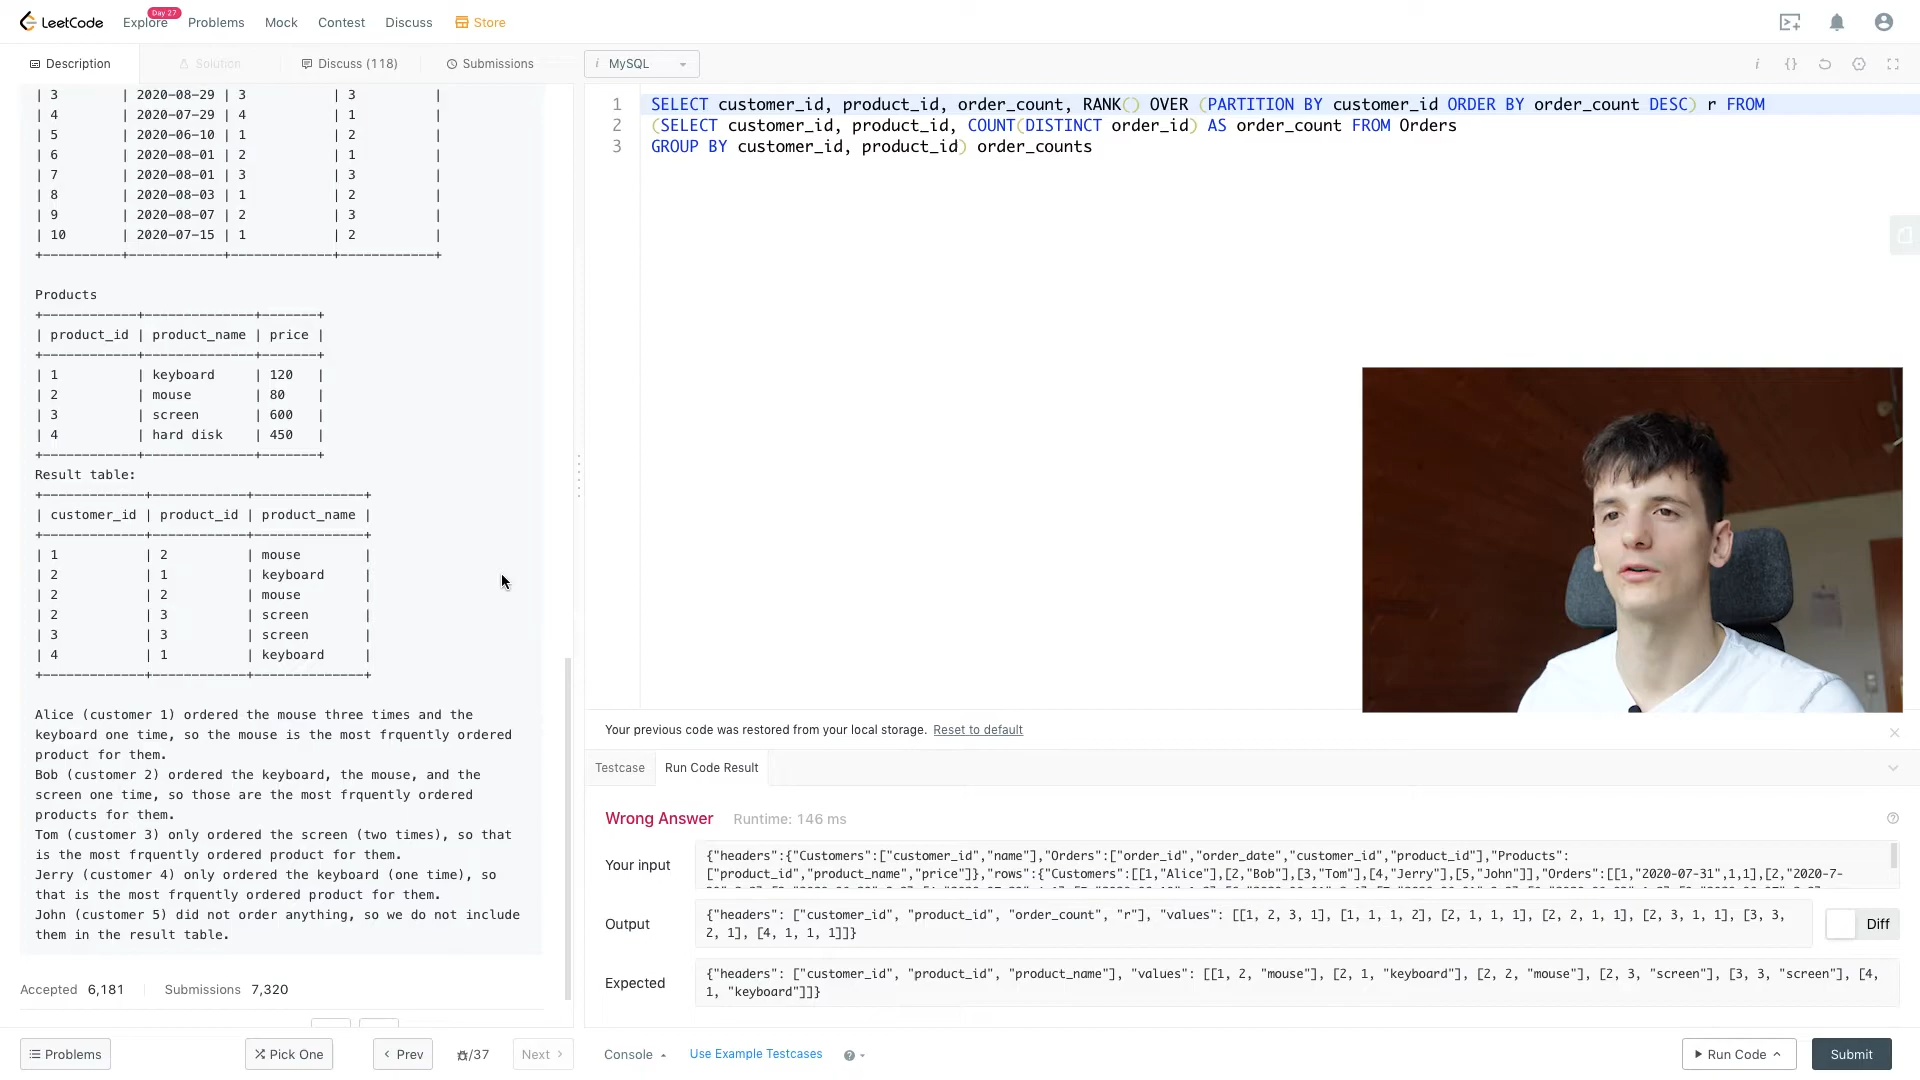 LeetCode
Explore
Day 27
Problems
Mock
Contest
Discuss
Store
Description
Solution
Discuss (118)
Submissions
i MySQL
| 3 | 2020-08-29 | 3 | 3 |
| 4 | 2020-07-29 | 4 | 1 |
| 5 | 2020-06-10 | 1 | 2 |
| 6 | 2020-08-01 | 2 | 1 |
| 7 | 2020-08-01 | 3 | 3 |
| 8 | 2020-08-03 | 1 | 2 |
| 9 | 2020-08-07 | 2 | 3 |
| 10 | 2020-07-15 | 1 | 2 |
+----------+------------+-------------+------------+
Products
+------------+--------------+-------+
| product_id | product_name | price |
+------------+--------------+-------+
| 1 | keyboard | 120 |
| 2 | mouse | 80 |
| 3 | screen | 600 |
| 4 | hard disk | 450 |
+------------+--------------+-------+
Result table:
+-------------+------------+--------------+
| customer_id | product_id | product_name |
+-------------+------------+--------------+
| 1 | 2 | mouse |
| 2 | 1 | keyboard |
| 2 | 2 | mouse |
| 2 | 3 | screen |
| 3 | 3 | screen |
| 4 | 1 | keyboard |
+-------------+------------+--------------+
Alice (customer 1) ordered the mouse three times and the
keyboard one time, so the mouse is the most frquently ordered
product for them.
Bob (customer 2) ordered the keyboard, the mouse, and the
screen one time, so those are the most frquently ordered
products for them.
Tom (customer 3) only ordered the screen (two times), so that
is the most frquently ordered product for them.
Jerry (customer 4) only ordered the keyboard (one time), so
that is the most frquently ordered product for them.
John (customer 5) did not order anything, so we do not include
them in the result table.
Accepted 6,181
Submissions 7,320
Problems
Pick One
Prev
/37
Next
1 SELECT customer_id, product_id, order_count, RANK() OVER (PARTITION BY customer_id ORDER BY order_count DESC) r FROM
2 (SELECT customer_id, product_id, COUNT(DISTINCT order_id) AS order_count FROM Orders
3 GROUP BY customer_id, product_id) order_counts
Your previous code was restored from your local storage. Reset to default
Testcase
Run Code Result
Wrong Answer
Runtime: 146 ms
Your input
{"headers":{"Customers":["customer_id","name"],"Orders":["order_id","order_date","customer_id","product_id"],"Products":
["product_id","product_name","price"]},"rows":{"Customers":[[1,"Alice"],[2,"Bob"],[3,"Tom"],[4,"Jerry"],[5,"John"]],"Orders":[[1,"2020-07-31",1,1],[2,"2020-7-
Output
{"headers": ["customer_id", "product_id", "order_count", "r"], "values": [[1, 2, 3, 1], [1, 1, 1, 2], [2, 1, 1, 1], [2, 2, 1, 1], [2, 3, 1, 1], [3, 3,
2, 1], [4, 1, 1, 1]]}
Diff
Expected
{"headers": ["customer_id", "product_id", "product_name"], "values": [[1, 2, "mouse"], [2, 1, "keyboard"], [2, 2, "mouse"], [2, 3, "screen"], [3, 3, "screen"], [4,
1, "keyboard"]]}
Console
Use Example Testcases
Run Code
Submit